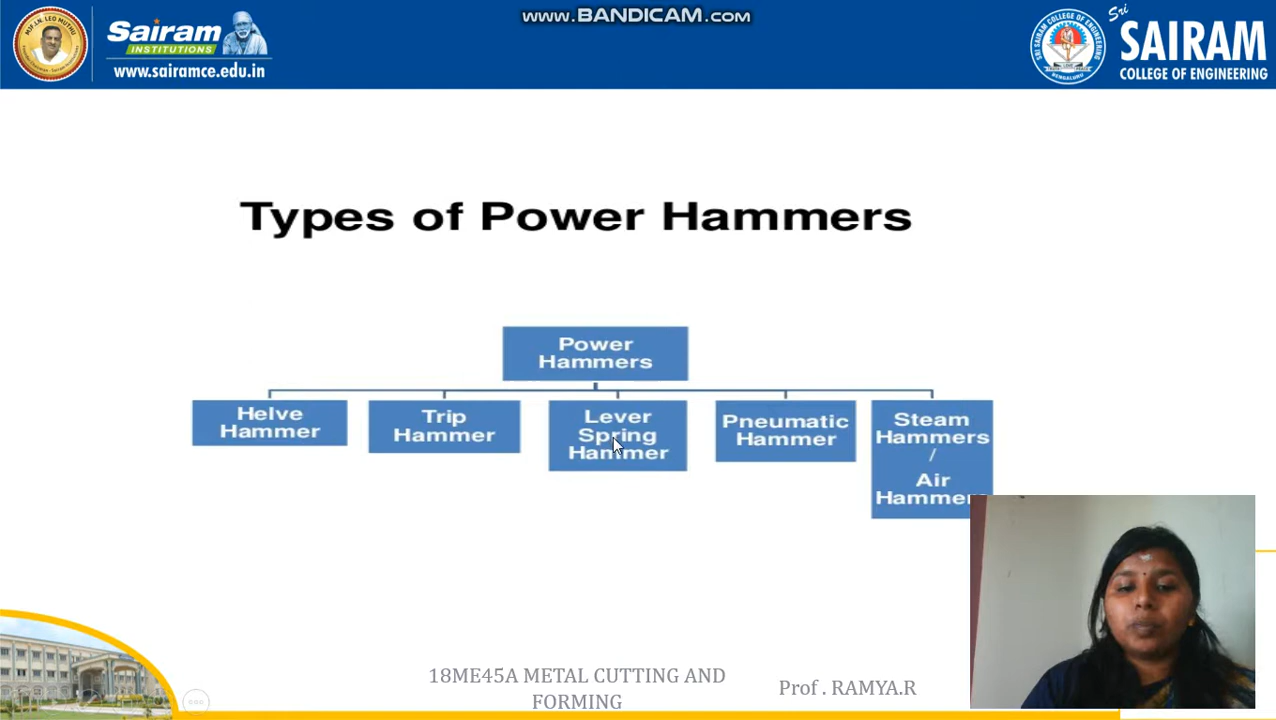 www.BANDICAM.com
Sairam
INSTITUTIONS
www.sairamce.edu.in
Sri
SAIRAM
COLLEGE OF ENGINEERING
BENGALURU
Types of Power Hammers
Power
Hammers
Helve
Hammer
Trip
Hammer
Lever
Spring
Hammer
Pneumatic
Hammer
Steam
Hammers
/
Air
18ME45A METAL CUTTING AND
FORMING
Prof . RAMYA.R